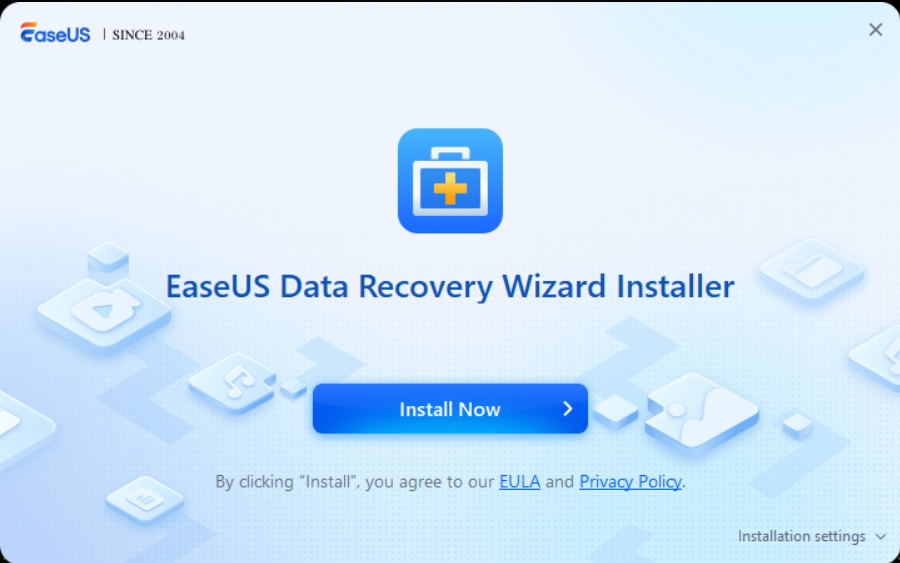 EaseUS | SINCE 2004
EaseUS Data Recovery Wizard Installer
Install Now
By clicking “Install”, you agree to our EULA and Privacy Policy.
Installation settings